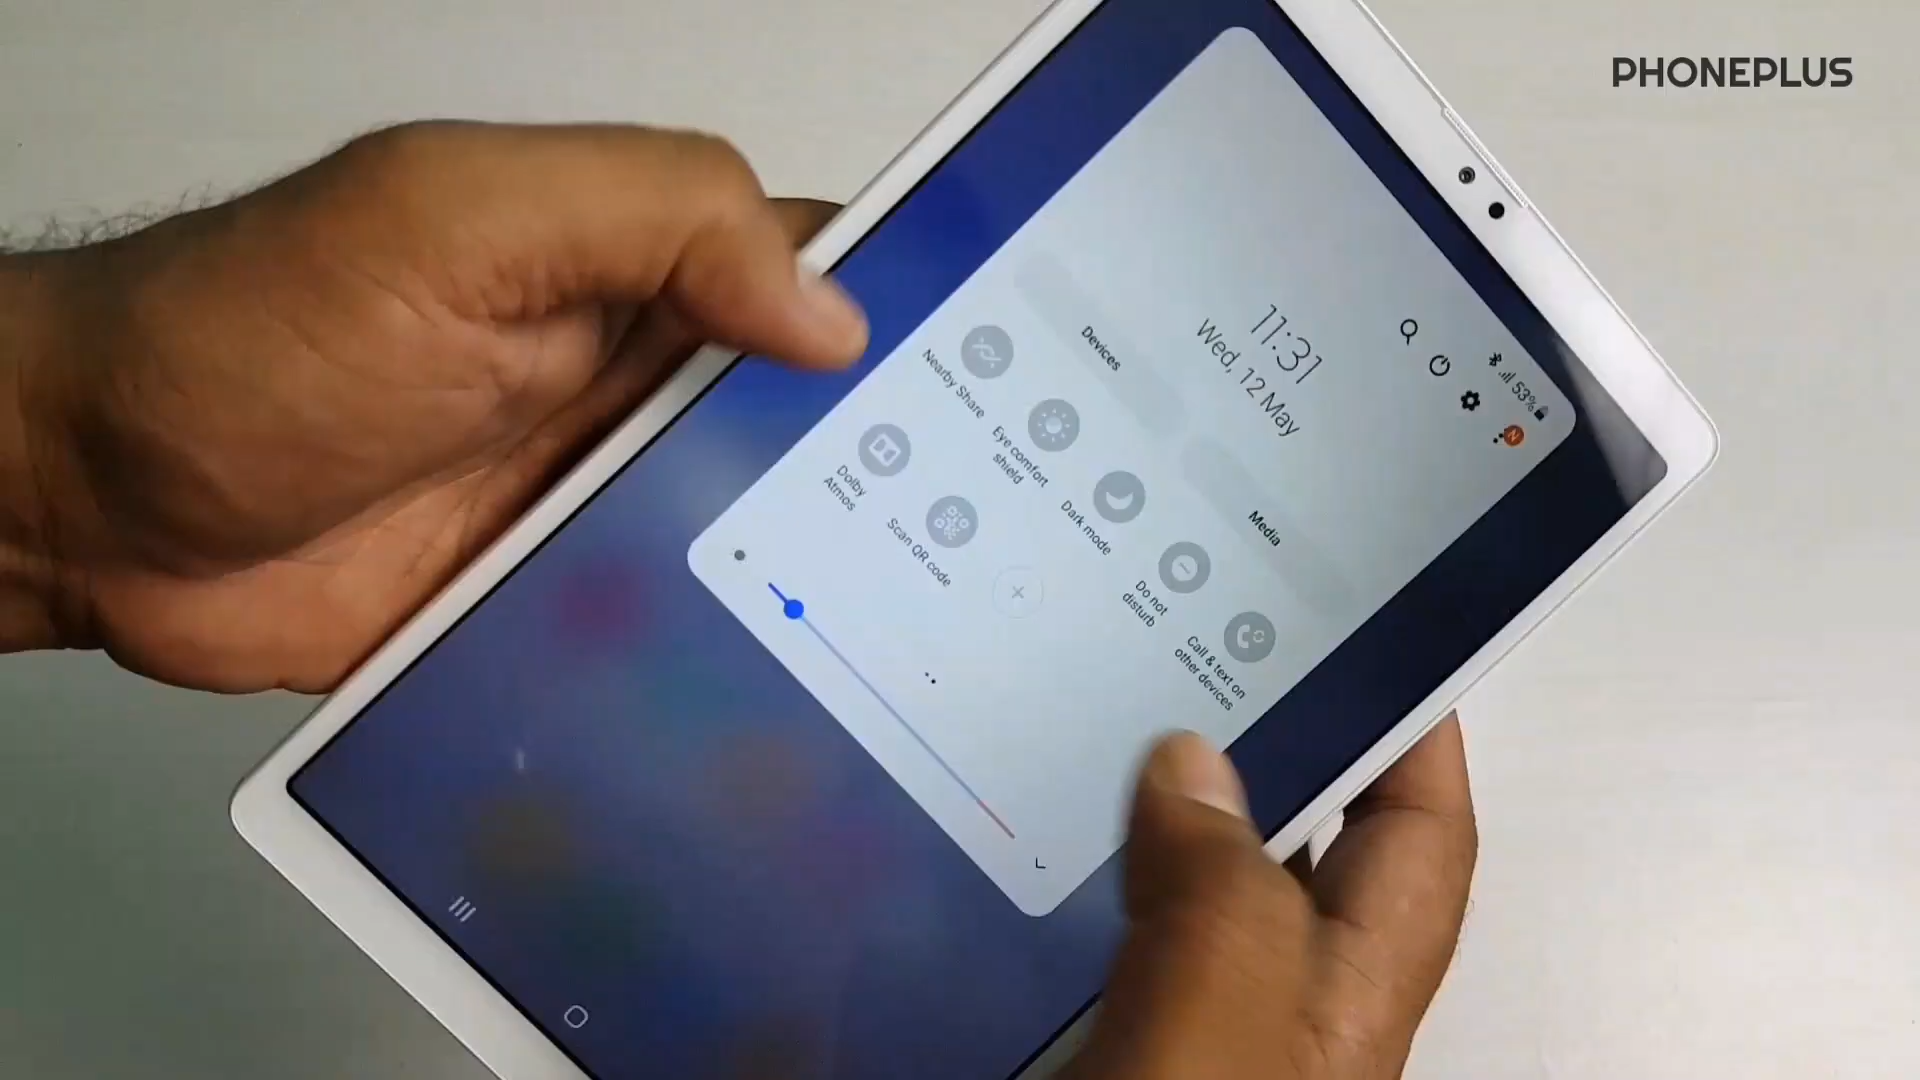 PHONEPLUS
53%
N
11:31
Wed, 12 May
Devices
Media
Nearby Share
Eye comfort
shield
Dark mode
Do not
disturb
Call & text on
other devices
Dolby
Atmos
Scan QR code